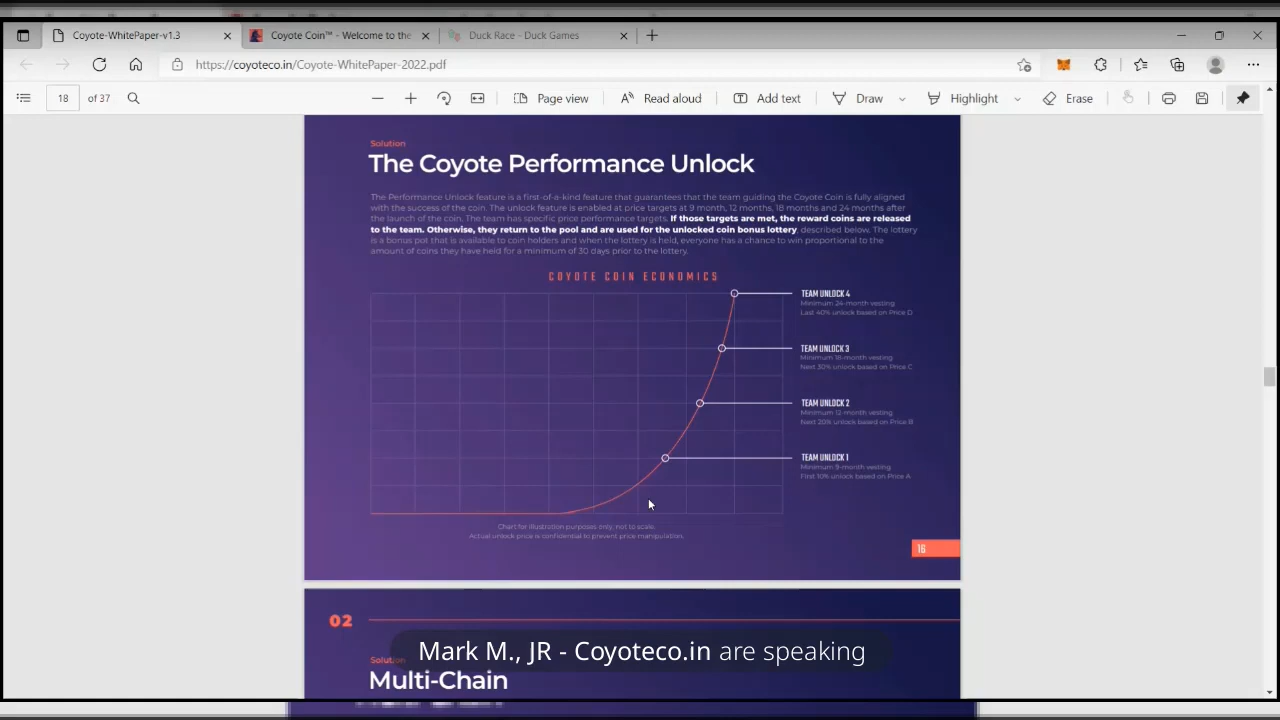 Coyote-WhitePaper-v1.3
Coyote Coin™ - Welcome to the
Duck Race - Duck Games
https://coyoteco.in/Coyote-WhitePaper-2022.pdf
18 of 37
Page view
Read aloud
Add text
Draw
Highlight
Erase
Solution
The Coyote Performance Unlock
The Performance Unlock feature is a first-of-a-kind feature that guarantees that the team guiding the Coyote Coin is fully aligned
with the success of the coin. The unlock feature is enabled at price targets at 9 month, 12 months, 18 months and 24 months after
the launch of the coin. The team has specific price performance targets. If those targets are met, the reward coins are released
to the team. Otherwise, they return to the pool and are used for the unlocked coin bonus lottery, described below. The lottery
is a bonus pot that is available to coin holders and when the lottery is held, everyone has a chance to win proportional to the
amount of coins they have held for a minimum of 30 days prior to the lottery.
COYOTE COIN ECONOMICS
TEAM UNLOCK 4
Minimum 24-month vesting
Last 40% unlock based on Price D
TEAM UNLOCK 3
Minimum 18-month vesting
Next 30% unlock based on Price C
TEAM UNLOCK 2
Minimum 12-month vesting
Next 20% unlock based on Price B
TEAM UNLOCK 1
Minimum 9-month vesting
First 10% unlock based on Price A
Chart for illustration purposes only; not to scale.
Actual unlock price is confidential to prevent price manipulation.
16
02
Solution
Multi-Chain
Mark M., JR - Coyoteco.in are speaking